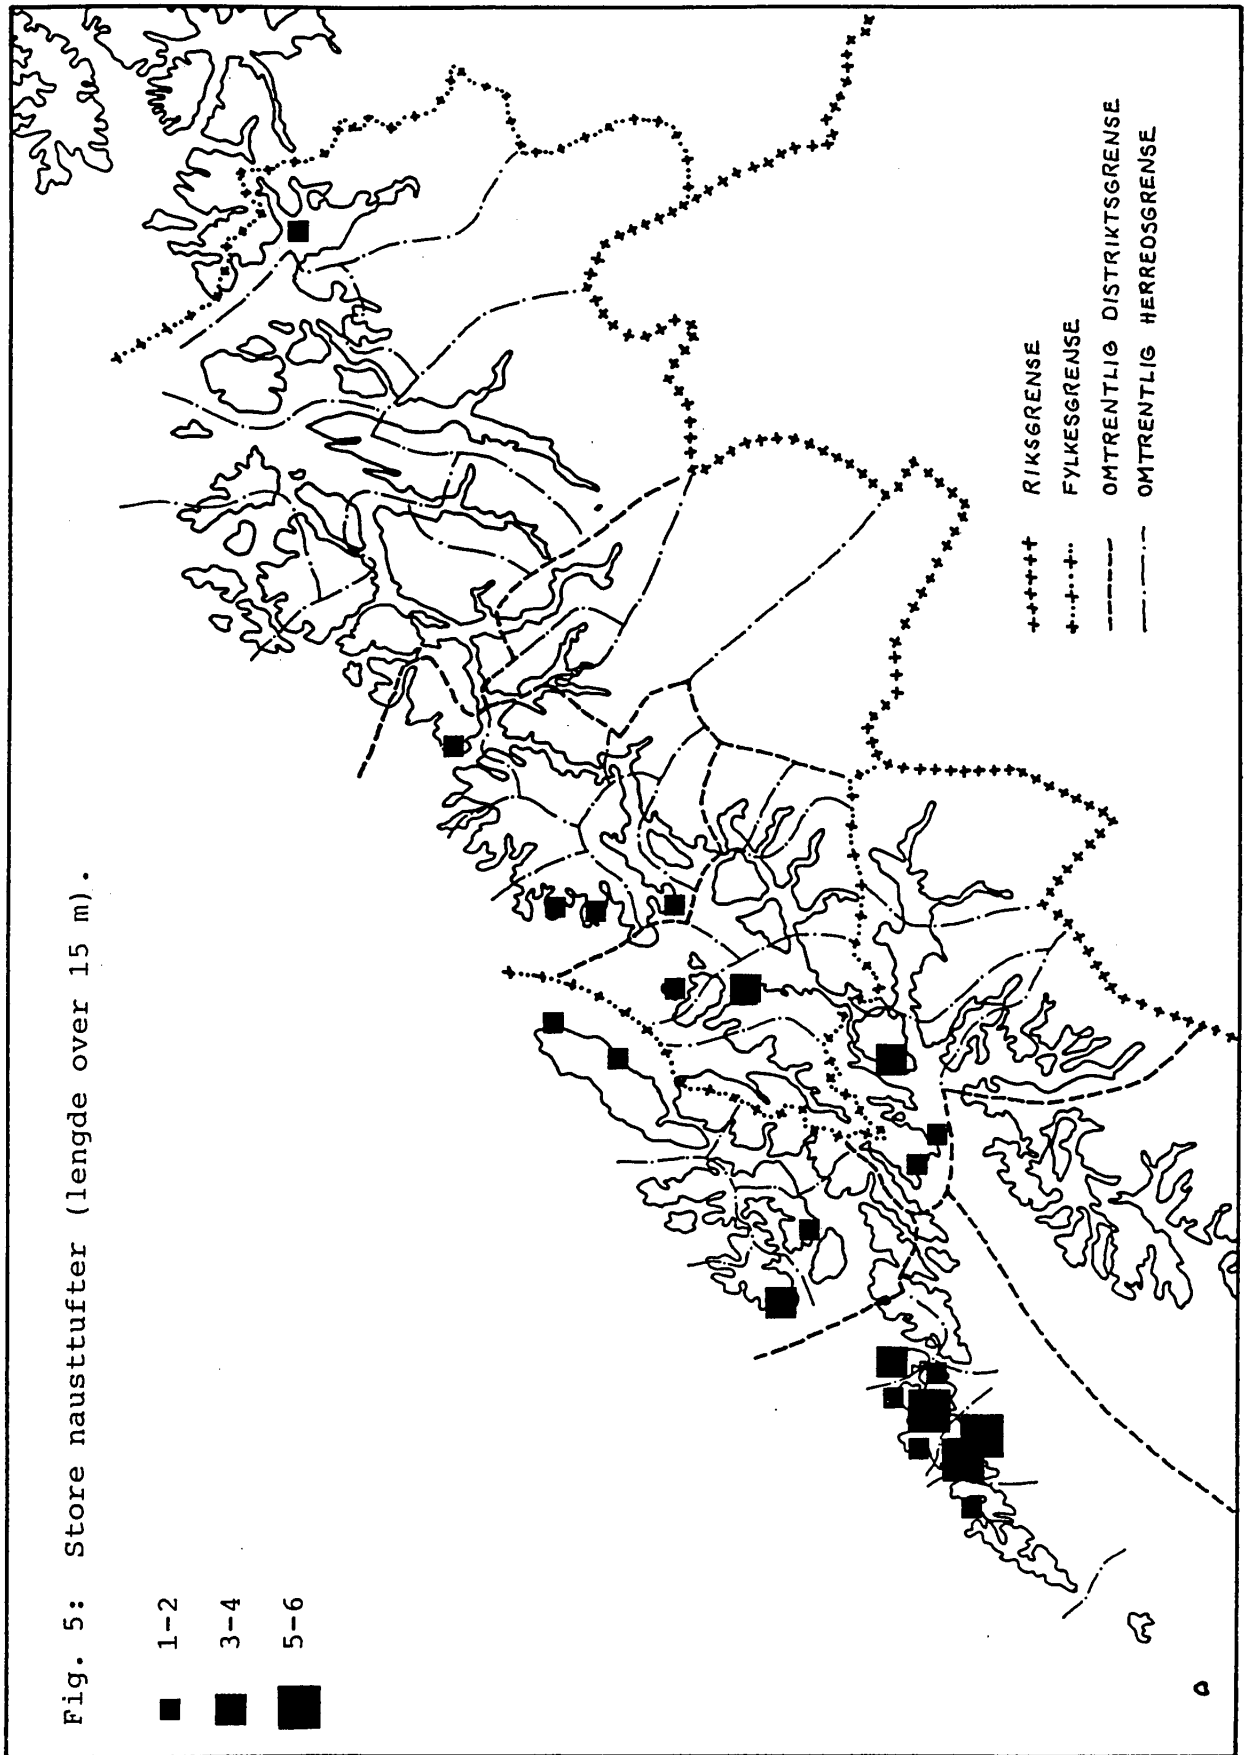 Fig. 5: Store nausttufter (lengde over 15 m).
1-2
3-4
5-6
RIKSGRENSE
FYLKESGRENSE
OMTRENTLIG DISTRIKTSGRENSE
OMTRENTLIG HERREDSGRENSE